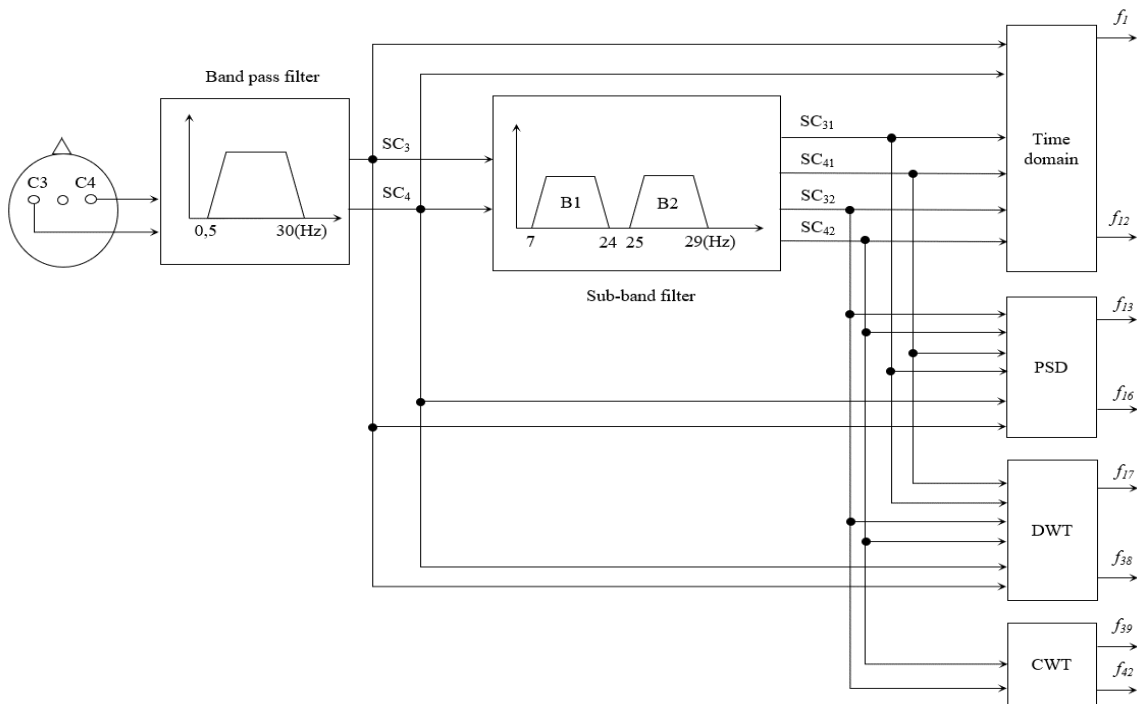 f1
Band pass filter
SC3
SC4
C3 C4
0,5 30(Hz)
SC31
SC41
SC32
SC42
B1 B2
7 24 25 29(Hz)
Sub-band filter
Time
domain
f12
f13
PSD
f16
f17
DWT
f38
f39
CWT
f42